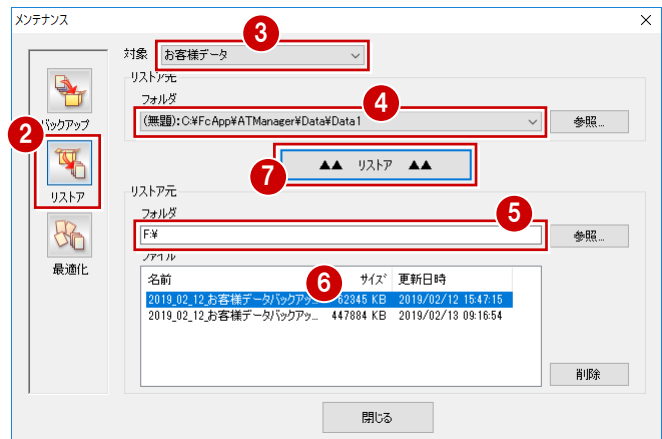 メンテナンス
3
対象 お客様データ
リストア先
フォルダ
4
(無題):C:¥FcApp¥ATManager¥Data¥Data1
参照...
バックアップ
2
リストア
7
▲▲ リストア ▲▲
リストア元
フォルダ
5
F:¥
参照...
最適化
ファイル
6
名前 サイズ 更新日時
2019_02_12_お客様データバックアッ... 62345 KB 2019/02/12 15:47:15
2019_02_12_お客様データバックアッ... 447884 KB 2019/02/13 09:16:54
削除
閉じる